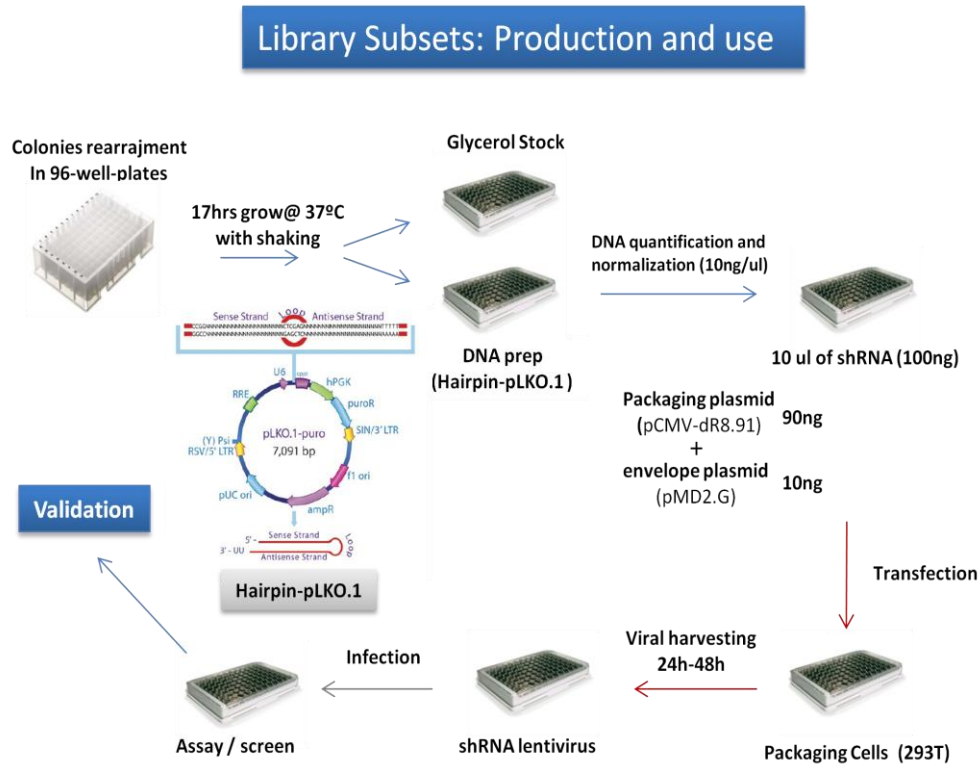 Library Subsets: Production and use
Colonies rearrajment
In 96-well-plates
17hrs grow@ 37ºC
with shaking
Glycerol Stock
DNA prep
(Hairpin-pLKO.1 )
DNA quantification and
normalization (10ng/ul)
10 ul of shRNA (100ng)
Packaging plasmid
(pCMV-dR8.91)
90ng
+
envelope plasmid
(pMD2.G)
10ng
Sense Strand
Loop
Antisense Strand
U6
hPGK
puroR
SIN/3' LTR
f1 ori
ampR
pUC ori
RSV/5' LTR
(Y) Psi
RRE
pLKO.1-puro
7,091 bp
5' -
Sense Strand
Loop
3' - UU
Antisense Strand
Hairpin-pLKO.1
Transfection
Packaging Cells (293T)
Viral harvesting
24h-48h
shRNA lentivirus
Infection
Assay / screen
Validation